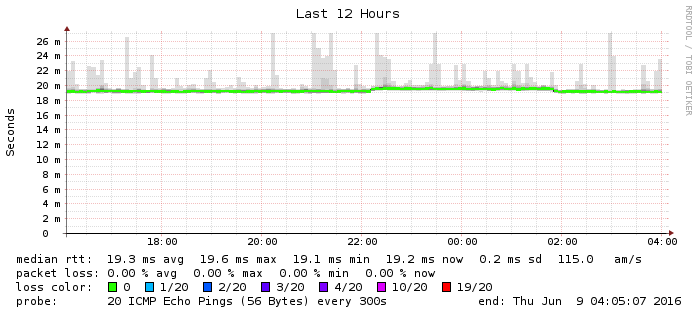 Last 12 Hours
RRDTOOL / TOBI OETIKER
Seconds
26 m
24 m
22 m
20 m
18 m
16 m
14 m
12 m
10 m
8 m
6 m
4 m
2 m
0
18:00 20:00 22:00 00:00 02:00 04:00
median rtt: 19.3 ms avg 19.6 ms max 19.1 ms min 19.2 ms now 0.2 ms sd 115.0 am/s
packet loss: 0.00 % avg 0.00 % max 0.00 % min 0.00 % now
loss color: 0 1/20 2/20 3/20 4/20 10/20 19/20
probe: 20 ICMP Echo Pings (56 Bytes) every 300s end: Thu Jun 9 04:05:07 2016